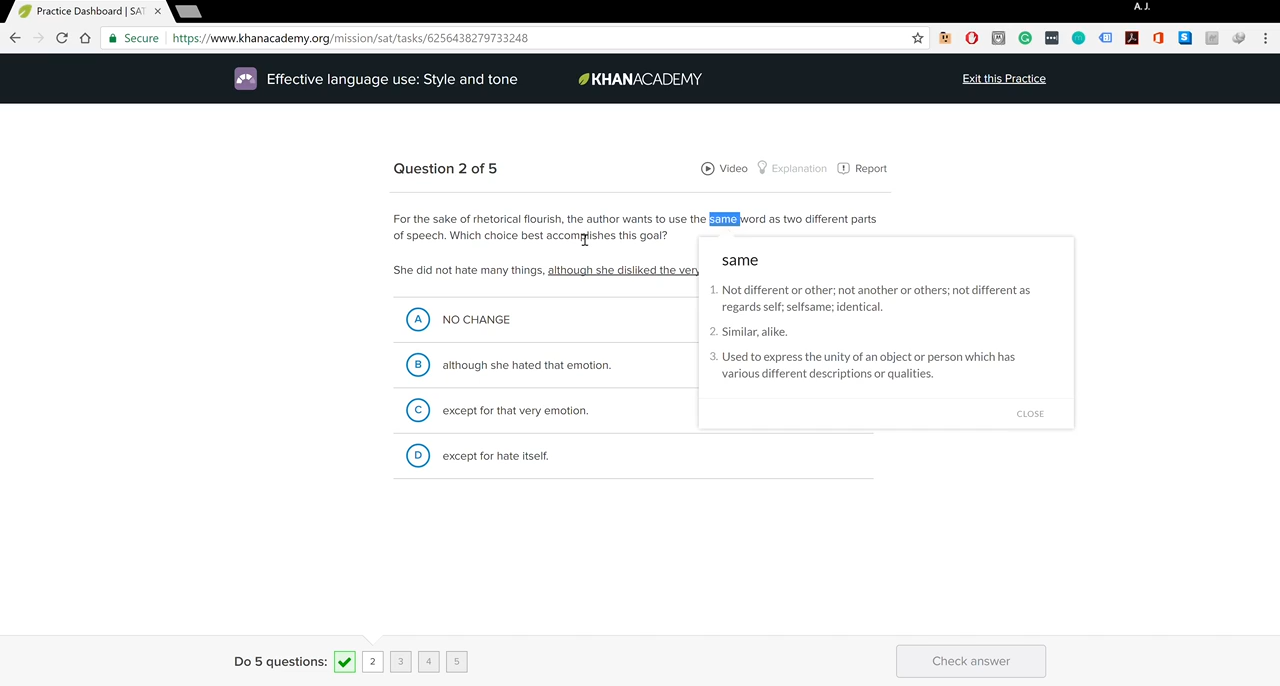 A. J.
Practice Dashboard | SAT
Secure https://www.khanacademy.org/mission/sat/tasks/6256438279733248
Effective language use: Style and tone
KHANACADEMY
Exit this Practice
Question 2 of 5
Video
Explanation
Report
For the sake of rhetorical flourish, the author wants to use the same word as two different parts
of speech. Which choice best accomplishes this goal?
She did not hate many things, although she disliked the very
A NO CHANGE
B although she hated that emotion.
C except for that very emotion.
D except for hate itself.
same
1. Not different or other; not another or others; not different as
regards self; selfsame; identical.
2. Similar, alike.
3. Used to express the unity of an object or person which has
various different descriptions or qualities.
CLOSE
Do 5 questions: 2 3 4 5
Check answer